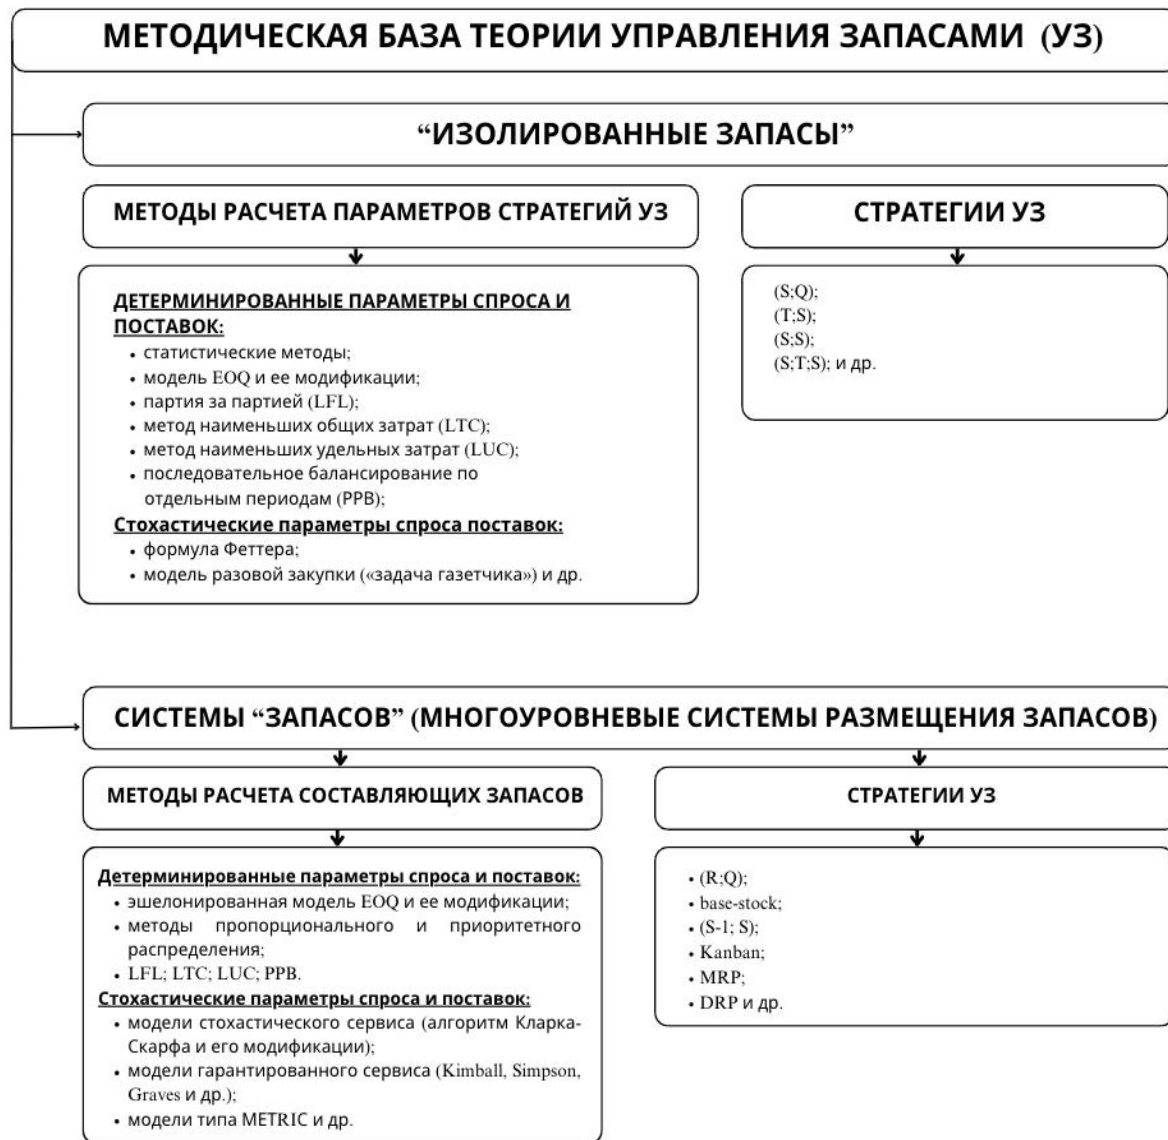 МЕТОДИЧЕСКАЯ БАЗА ТЕОРИИ УПРАВЛЕНИЯ ЗАПАСАМИ (УЗ)
“ИЗОЛИРОВАННЫЕ ЗАПАСЫ”
МЕТОДЫ РАСЧЕТА ПАРАМЕТРОВ СТРАТЕГИЙ УЗ
ДЕТЕРМИНИРОВАННЫЕ ПАРАМЕТРЫ СПРОСА И
ПОСТАВОК:
• статистические методы;
• модель EOQ и ее модификации;
• партия за партией (LFL);
• метод наименьших общих затрат (LTC);
• метод наименьших удельных затрат (LUC);
• последовательное балансирование по
отдельным периодам (PPB);
Стохастические параметры спроса поставок:
• формула Феттера;
• модель разовой закупки («задача газетчика») и др.
СТРАТЕГИИ УЗ
(S;Q);
(T;S);
(S;S);
(S;T;S); и др.
СИСТЕМЫ “ЗАПАСОВ” (МНОГОУРОВНЕВЫЕ СИСТЕМЫ РАЗМЕЩЕНИЯ ЗАПАСОВ)
МЕТОДЫ РАСЧЕТА СОСТАВЛЯЮЩИХ ЗАПАСОВ
Детерминированные параметры спроса и поставок:
• эшелонированная модель EOQ и ее модификации;
• методы пропорционального и приоритетного
распределения;
• LFL; LTC; LUC; PPB.
Стохастические параметры спроса и поставок:
• модели стохастического сервиса (алгоритм Кларка-
Скарфа и его модификации);
• модели гарантированного сервиса (Kimball, Simpson,
Graves и др.);
• модели типа METRIC и др.
СТРАТЕГИИ УЗ
• (R;Q);
• base-stock;
• (S-1; S);
• Kanban;
• MRP;
• DRP и др.